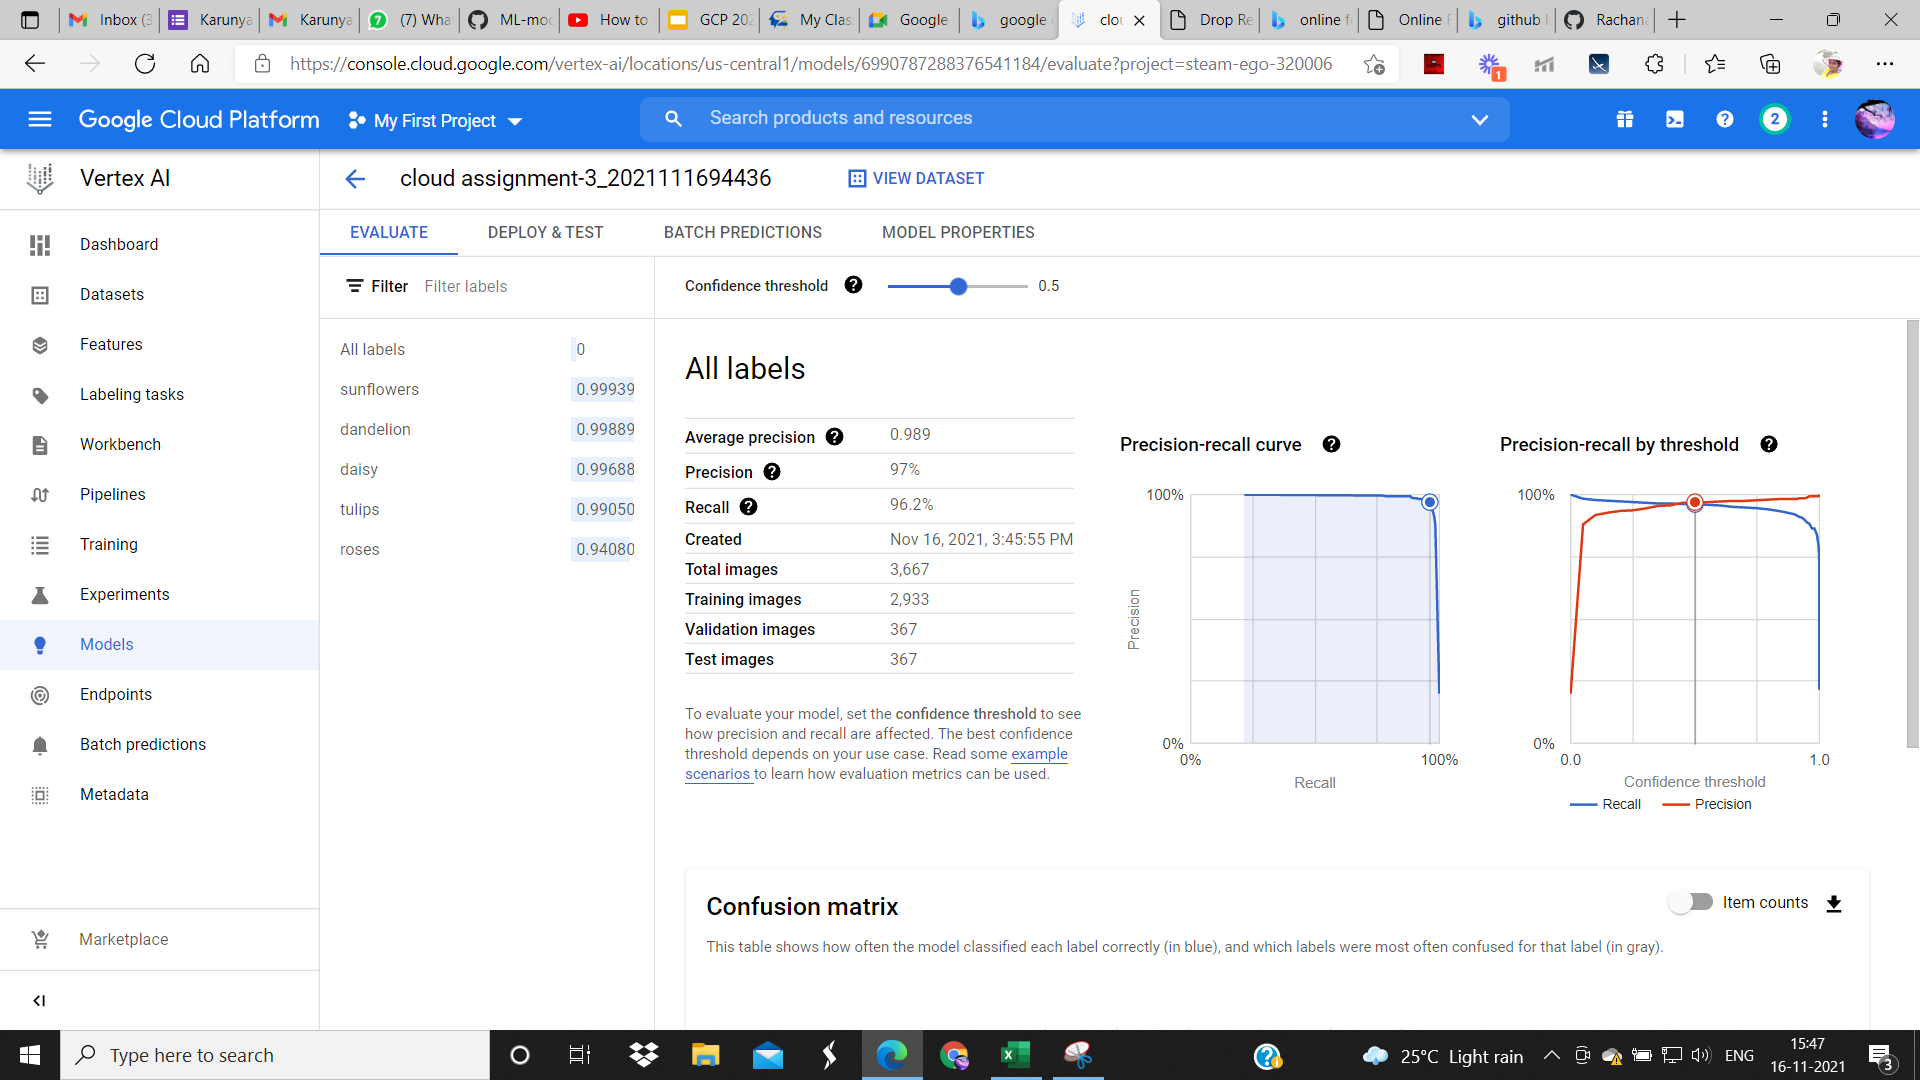 Inbox (3
Karunya
Karunya
(7) Wha
ML-mod
How to
GCP 202
My Clas
Google
google
clou
Drop Re
online f
Online F
github l
Rachana
https://console.cloud.google.com/vertex-ai/locations/us-central1/models/6990787288376541184/evaluate?project=steam-ego-320006
1
Google Cloud Platform
My First Project
Search products and resources
2
Vertex AI
cloud assignment-3_2021111694436
VIEW DATASET
EVALUATE
DEPLOY & TEST
BATCH PREDICTIONS
MODEL PROPERTIES
Dashboard
Datasets
Features
Labeling tasks
Workbench
Pipelines
Training
Experiments
Models
Endpoints
Batch predictions
Metadata
Marketplace
Filter Filter labels
All labels 0
sunflowers 0.99939
dandelion 0.99889
daisy 0.99688
tulips 0.99050
roses 0.94080
Confidence threshold 0.5
All labels
Average precision 0.989
Precision 97%
Recall 96.2%
Created Nov 16, 2021, 3:45:55 PM
Total images 3,667
Training images 2,933
Validation images 367
Test images 367
To evaluate your model, set the confidence threshold to see
how precision and recall are affected. The best confidence
threshold depends on your use case. Read some example
scenarios to learn how evaluation metrics can be used.
Precision-recall curve
100%
Precision
0%
0% 100%
Recall
Precision-recall by threshold
100%
0%
0.0 1.0
Confidence threshold
Recall Precision
Confusion matrix
Item counts
This table shows how often the model classified each label correctly (in blue), and which labels were most often confused for that label (in gray).
Type here to search
25°C Light rain
ENG
15:47
16-11-2021
3